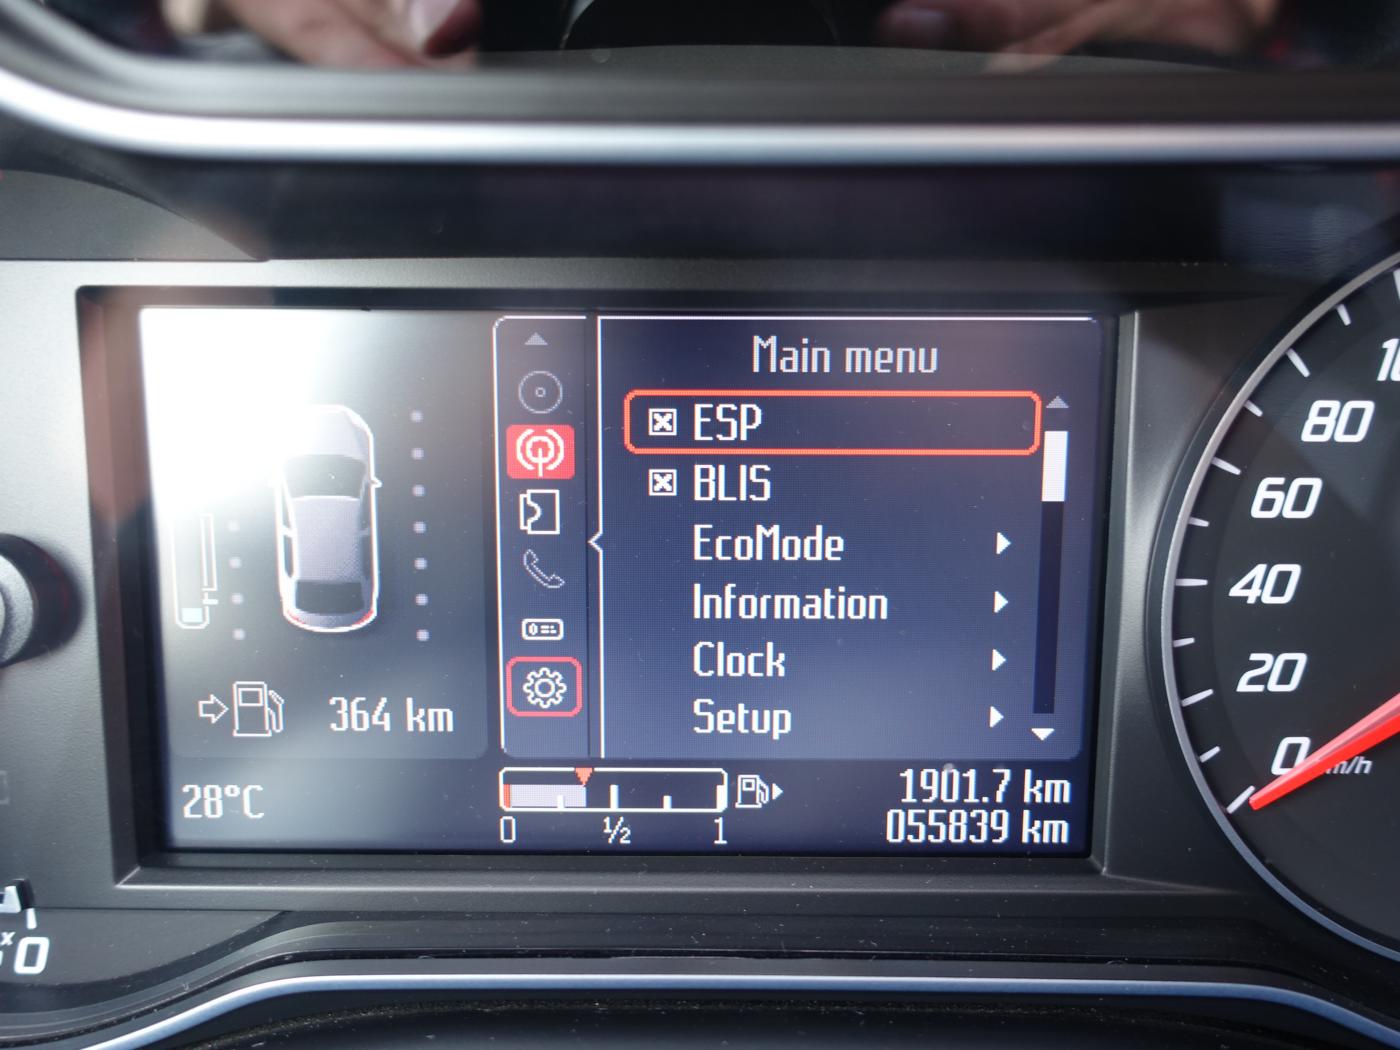 Main menu
ESP
BLIS
EcoMode
Information
Clock
Setup
364 km
28°C
0 ½ 1
1901.7 km
055839 km
80
60
40
20
0
m/h
x
0